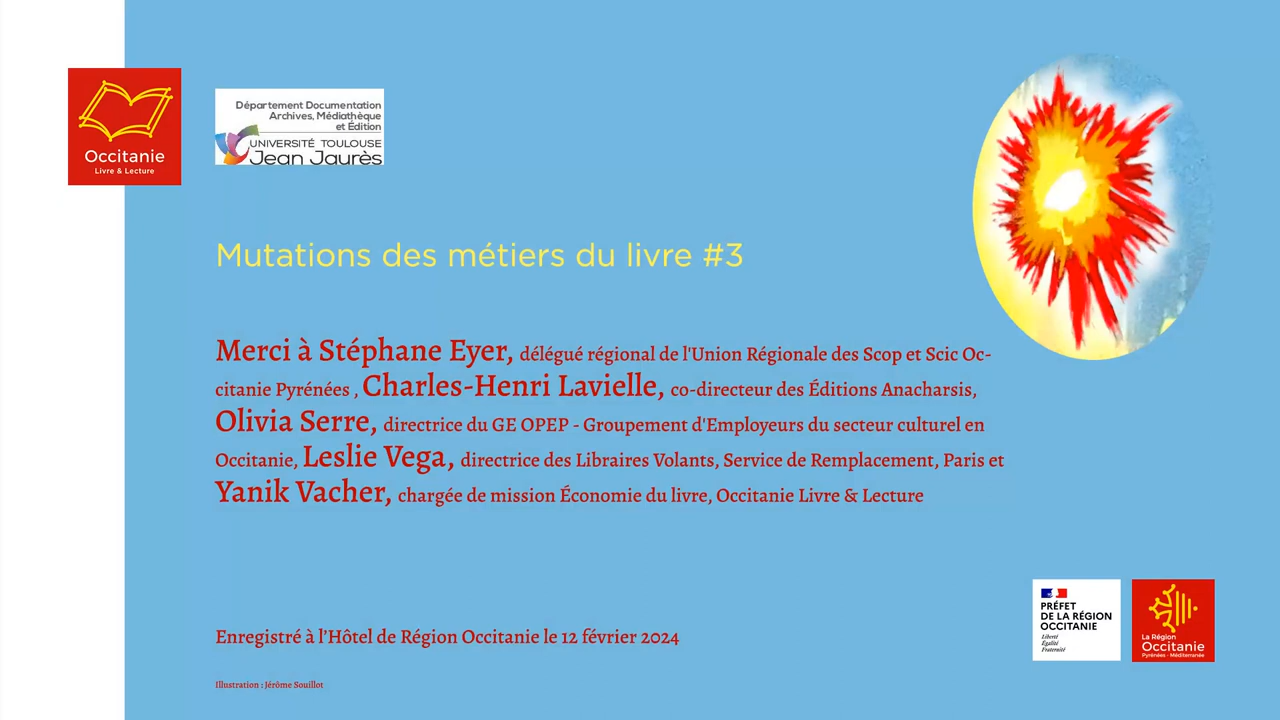 Occitanie
Livre & Lecture
Département Documentation
Archives, Médiathèque
et Édition
UNIVERSITÉ TOULOUSE
Jean Jaurès
Mutations des métiers du livre #3
Merci à Stéphane Eyer, délégué régional de l'Union Régionale des Scop et Scic Oc-
citanie Pyrénées , Charles-Henri Lavielle, co-directeur des Éditions Anacharsis,
Olivia Serre, directrice du GE OPEP - Groupement d'Employeurs du secteur culturel en
Occitanie, Leslie Vega, directrice des Libraires Volants, Service de Remplacement, Paris et
Yanik Vacher, chargée de mission Économie du livre, Occitanie Livre & Lecture
Enregistré à l'Hôtel de Région Occitanie le 12 février 2024
Illustration : Jérôme Souillot
PRÉFET
DE LA RÉGION
OCCITANIE
Liberté
Égalité
Fraternité
La Région
Occitanie
Pyrénées - Méditerranée